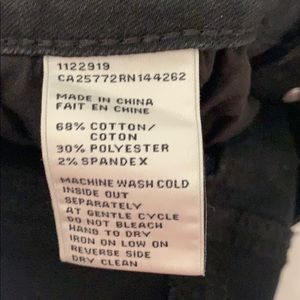 1122919
CA25772RN144262
MADE IN CHINA
FAIT EN CHINE
68% COTTON/
COTON
30% POLYESTER
2% SPANDEX
MACHINE WASH COLD
INSIDE OUT
SEPARATELY
AT GENTLE CYCLE
DO NOT BLEACH
HANG TO DRY
IRON ON LOW ON
REVERSE SIDE
DRY CLEAN